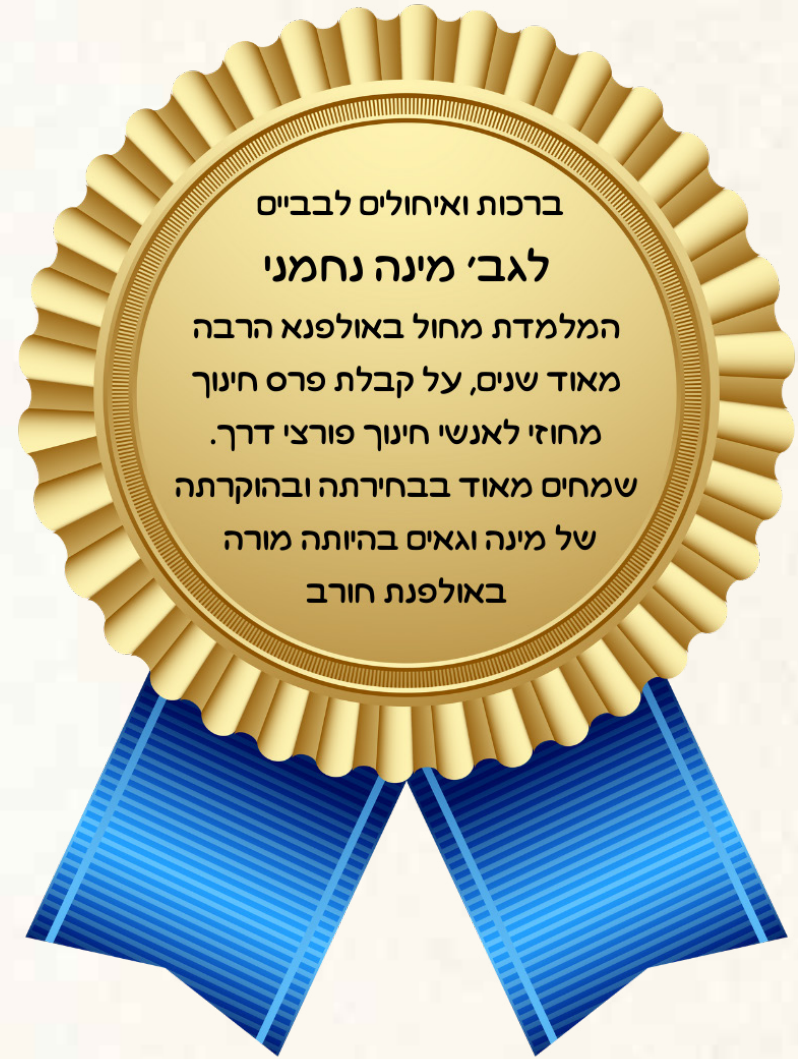 ברכות ואיחולים לבביים
לגב׳ מינה נחמני
המלמדת מחול באולפנא הרבה
מאוד שנים, על קבלת פרס חינוך
מחוזי לאנשי חינוך פורצי דרך.
שמחים מאוד בבחירתה ובהוקרתה
של מינה וגאים בהיותה מורה
באולפנת חורב